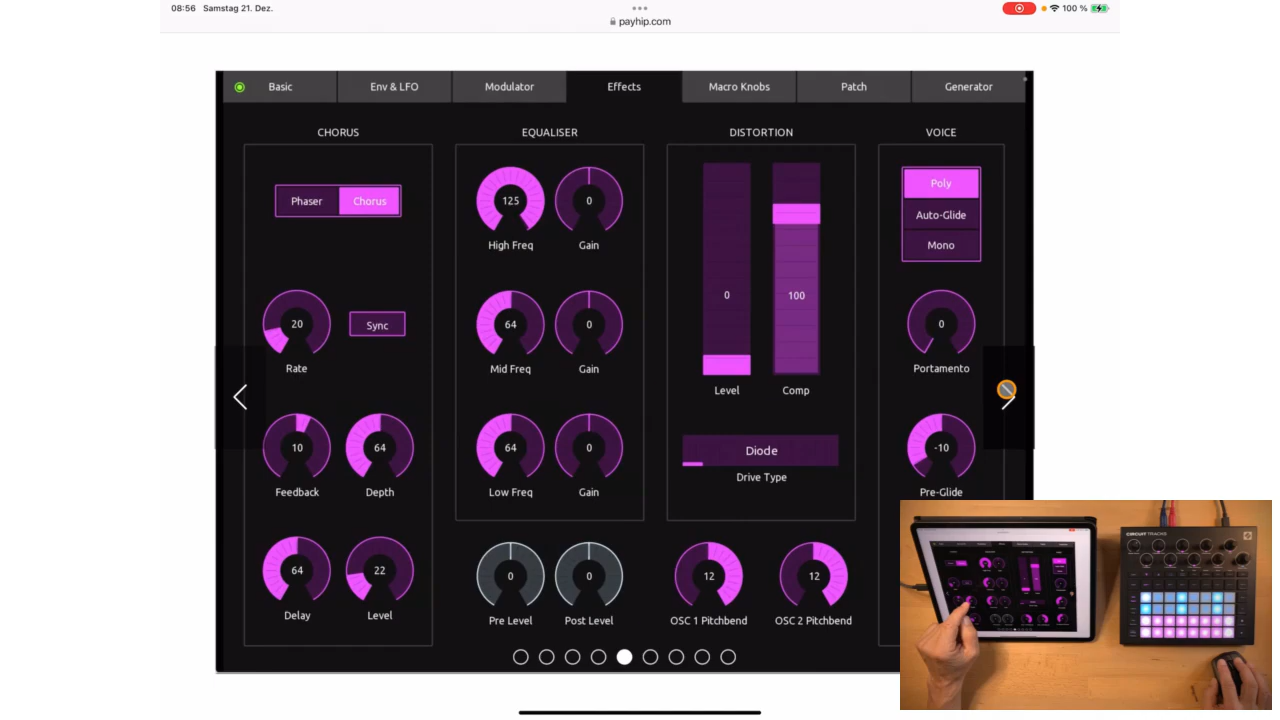 08:56 Samstag 21. Dez.
100 %
payhip.com
Basic
Env & LFO
Modulator
Effects
Macro Knobs
Patch
Generator
CHORUS
EQUALISER
DISTORTION
VOICE
Phaser
Chorus
125
0
High Freq
Gain
0
100
Level
Comp
Poly
Auto-Glide
Mono
20
Rate
Sync
64
0
Mid Freq
Gain
0
Portamento
10
64
Feedback
Depth
64
0
Low Freq
Gain
Diode
Drive Type
-10
Pre-Glide
64
22
Delay
Level
0
0
Pre Level
Post Level
12
12
OSC 1 Pitchbend
OSC 2 Pitchbend
CIRCUIT TRACKS